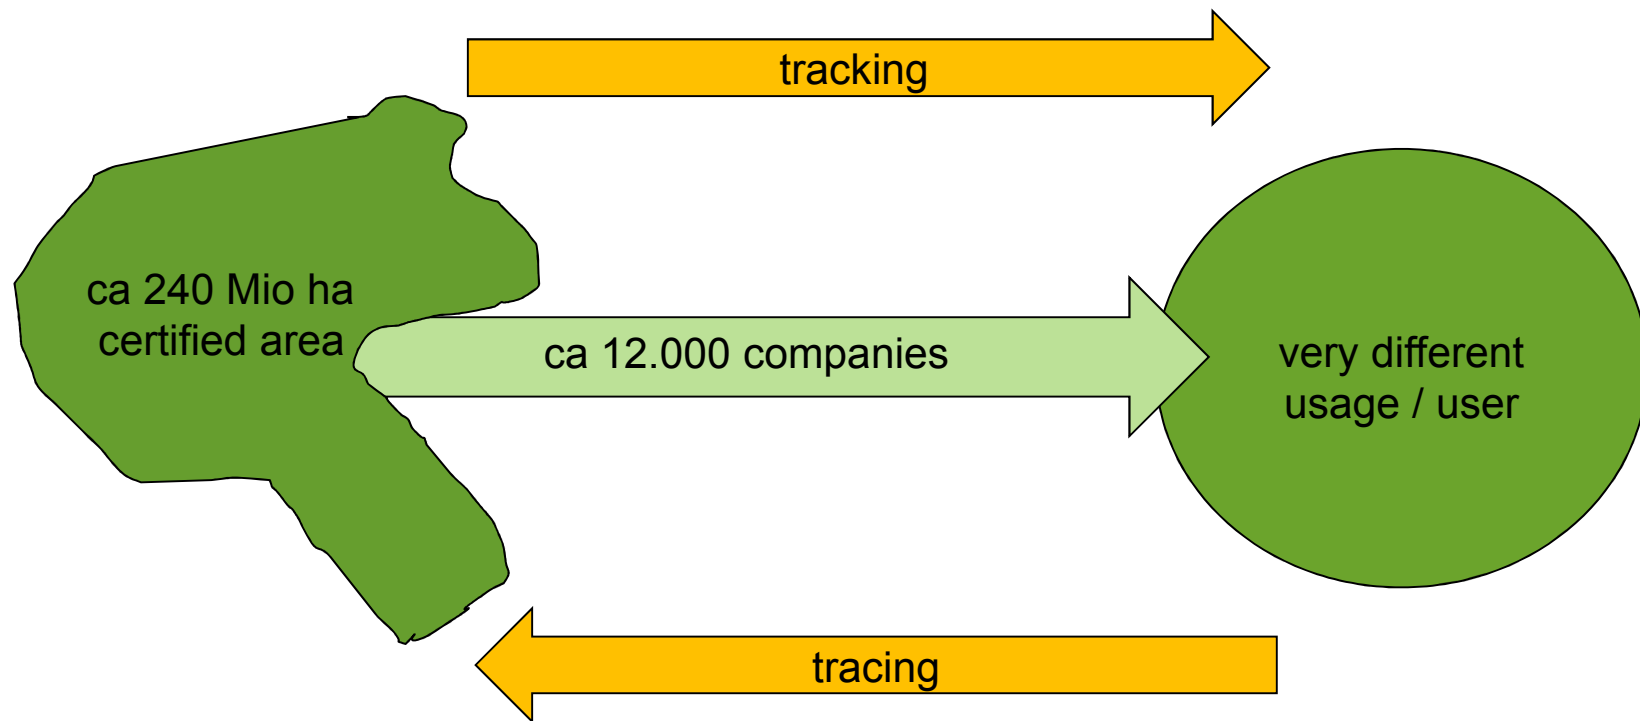 tracking
ca 240 Mio ha
certified area
ca 12.000 companies
very different
usage / user
tracing